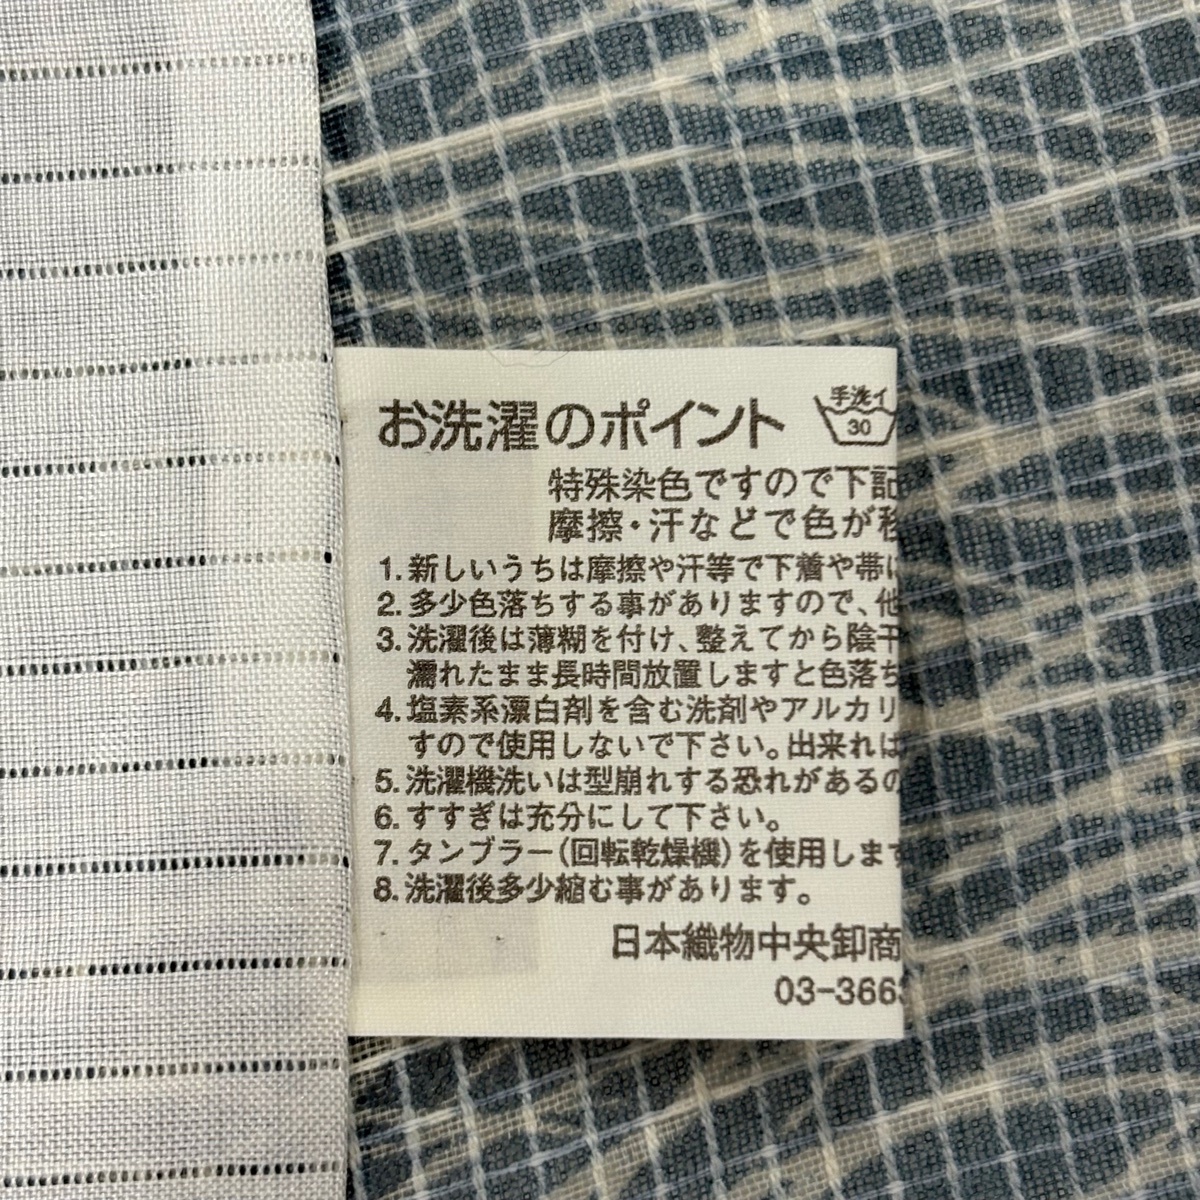 お洗濯のポイント
手洗イ
30
特殊染色ですので下記
摩擦・汗などで色が移
1. 新しいうちは摩擦や汗等で下着や帯に
2. 多少色落ちする事がありますので、他
3. 洗濯後は薄糊を付け、整えてから陰干
濡れたまま長時間放置しますと色落ち
4. 塩素系漂白剤を含む洗剤やアルカリ
すので使用しないで下さい。出来れば
5. 洗濯機洗いは型崩れする恐れがあるの
6. すすぎは充分にして下さい。
7. タンブラー(回転乾燥機)を使用します
8. 洗濯後多少縮む事があります。
日本織物中央卸商
03-3663